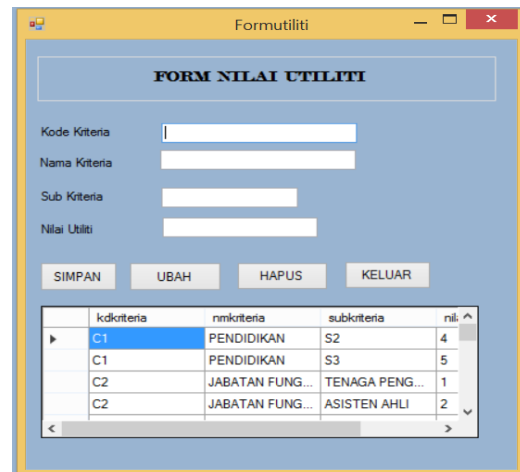 Formutiliti
FORM NILAI UTILITI
Kode Kriteria
Nama Kriteria
Sub Kriteria
Nilai Utiliti
SIMPAN UBAH HAPUS KELUAR
kdkriteria nmkriteria subkriteria nil
C1 PENDIDIKAN S2 4
C1 PENDIDIKAN S3 5
C2 JABATAN FUNG... TENAGA PENG... 1
C2 JABATAN FUNG... ASISTEN AHLI 2